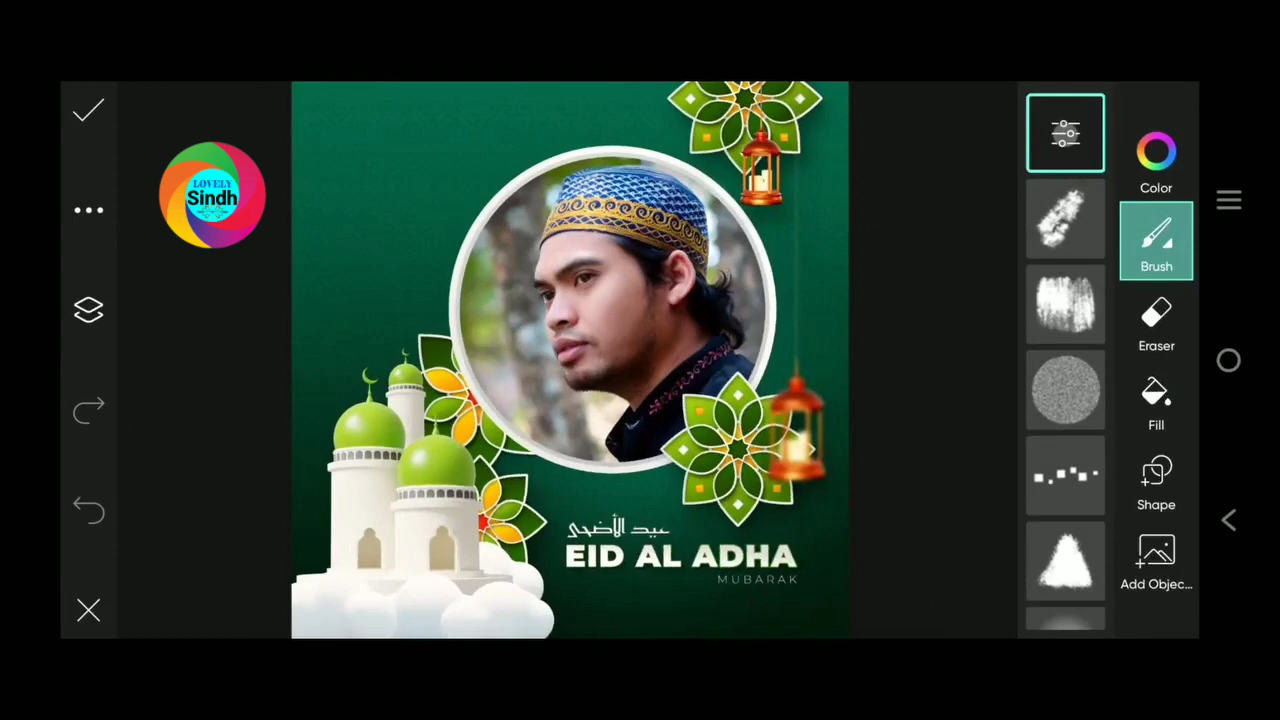 LOVELY
Sindh
عيد الأضحى
EID AL ADHA
MUBARAK
Color
Brush
Eraser
Fill
Shape
Add Objec...